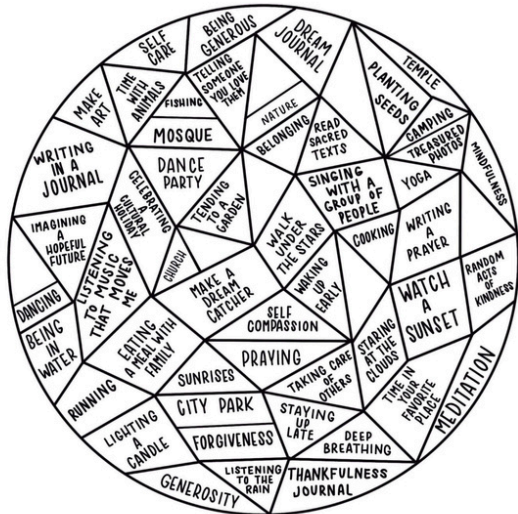 BEING
GENEROUS
SELF
CARE
DREAM
JOURNAL
TELLING
SOMEONE
YOU LOVE
THEM
TEMPLE
MAKE
ART
TIME
WITH
ANIMALS
FISHING
NATURE
PLANTING
SEEDS
MOSQUE
BELONGING
READ
SACRED
TEXTS
CAMPING
TREASURED
PHOTOS
MINDFULNESS
WRITING
IN A
JOURNAL
CELEBRATING
A
CULTURAL
HOLIDAY
DANCE
PARTY
TENDING
TO A
GARDEN
SINGING
WITH A
GROUP OF
PEOPLE
YOGA
IMAGINING
A
HOPEFUL
FUTURE
LISTENING
TO MUSIC
THAT MOVES
ME
CHURCH
WALK
UNDER
THE STARS
COOKING
WRITING
A
PRAYER
DANCING
MAKE A
DREAM
CATCHER
WAKING
UP
EARLY
WATCH
A
SUNSET
RANDOM
ACTS OF
KINDNESS
BEING
IN
WATER
EATING
A MEAL WITH
FAMILY
SELF
COMPASSION
STARING
AT THE
CLOUDS
PRAYING
RUNNING
SUNRISES
TAKING CARE
OF
OTHERS
TIME IN
YOUR
FAVORITE
PLACE
MEDITATION
LIGHTING
A
CANDLE
CITY PARK
STAYING
UP
LATE
FORGIVENESS
DEEP
BREATHING
GENEROSITY
LISTENING
TO THE
RAIN
THANKFULNESS
JOURNAL